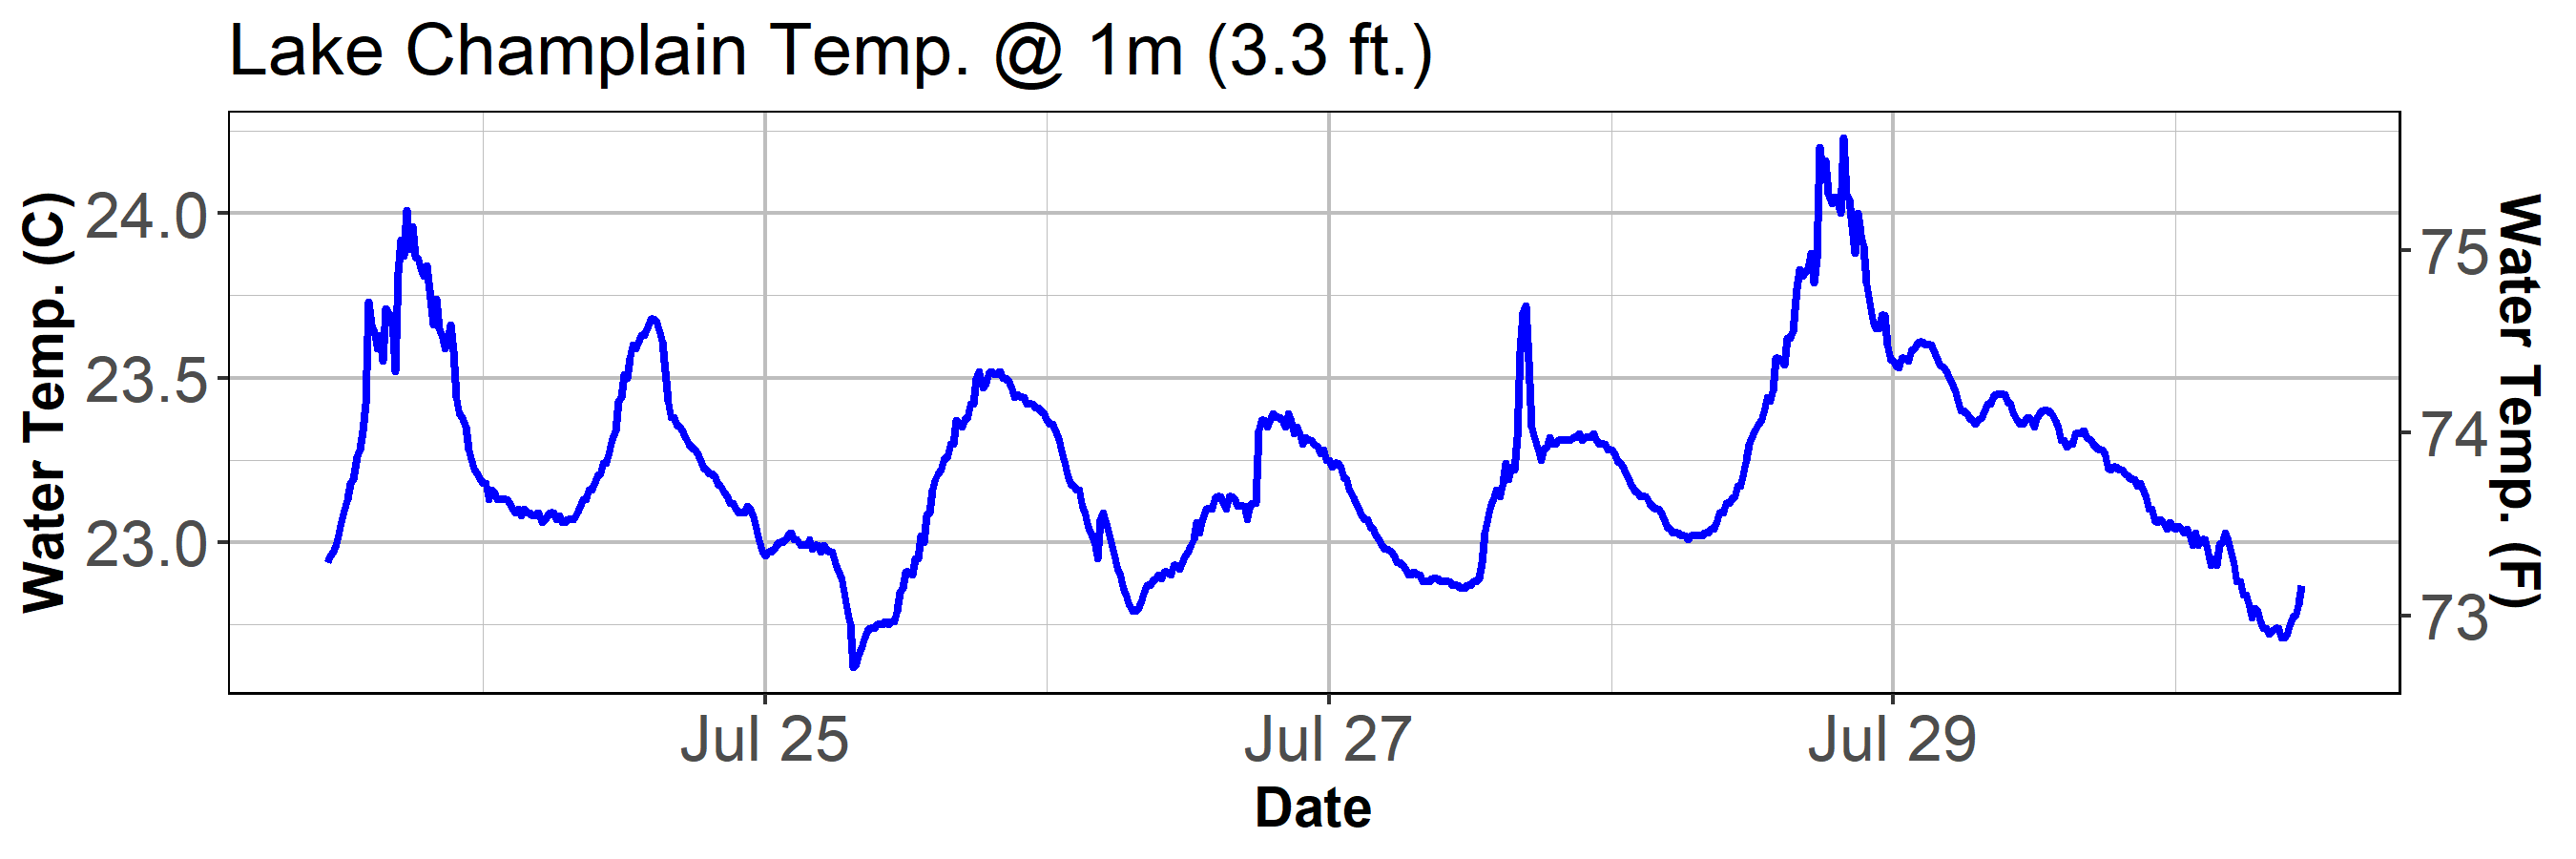 Lake Champlain Temp. @ 1m (3.3 ft.)
Water Temp. (C)
24.0
23.5
23.0
75
74
73
Water Temp. (F)
Jul 25 Jul 27 Jul 29
Date